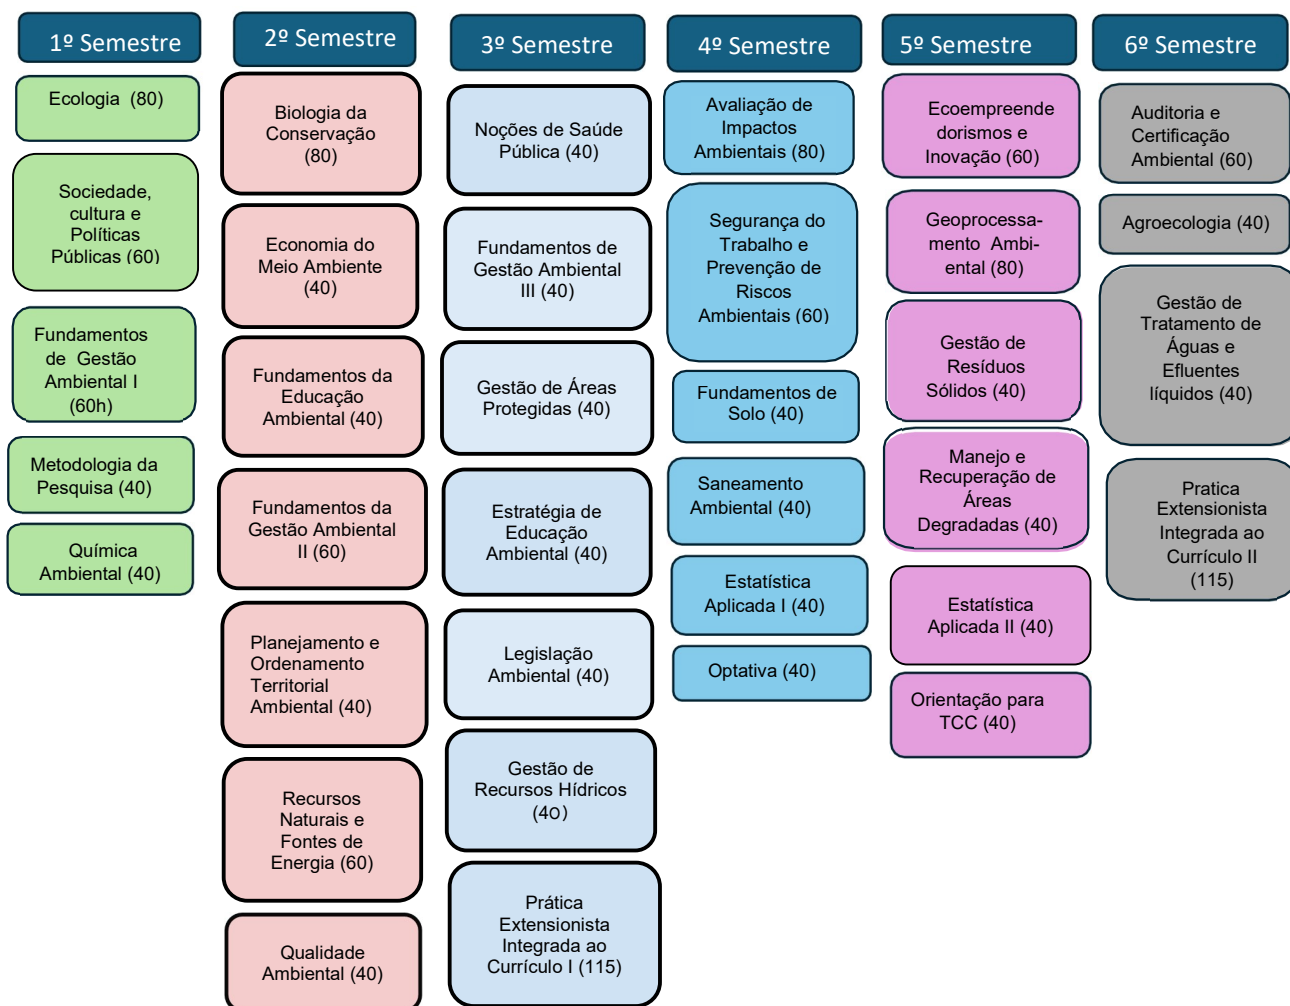 1º Semestre
Ecologia (80)
Sociedade,
cultura e
Políticas
Públicas (60)
Fundamentos
de Gestão
Ambiental I
(60h)
Metodologia da
Pesquisa (40)
Química
Ambiental (40)
2º Semestre
Biologia da
Conservação
(80)
Economia do
Meio Ambiente
(40)
Fundamentos da
Educação
Ambiental (40)
Fundamentos da
Gestão Ambiental
II (60)
Planejamento e
Ordenamento
Territorial
Ambiental (40)
Recursos
Naturais e
Fontes de
Energia (60)
Qualidade
Ambiental (40)
3º Semestre
Noções de Saúde
Pública (40)
Fundamentos de
Gestão Ambiental
III (40)
Gestão de Áreas
Protegidas (40)
Estratégia de
Educação
Ambiental (40)
Legislação
Ambiental (40)
Gestão de
Recursos Hídricos
(40)
Prática
Extensionista
Integrada ao
Currículo I (115)
4º Semestre
Avaliação de
Impactos
Ambientais (80)
Segurança do
Trabalho e
Prevenção de
Riscos
Ambientais (60)
Fundamentos de
Solo (40)
Saneamento
Ambiental (40)
Estatística
Aplicada I (40)
Optativa (40)
5º Semestre
Ecoempreende
dorismos e
Inovação (60)
Geoprocessa-
mento Ambi-
ental (80)
Gestão de
Resíduos
Sólidos (40)
Manejo e
Recuperação de
Áreas
Degradadas (40)
Estatística
Aplicada II (40)
Orientação para
TCC (40)
6º Semestre
Auditoria e
Certificação
Ambiental (60)
Agroecologia (40)
Gestão de
Tratamento de
Águas e
Efluentes
líquidos (40)
Pratica
Extensionista
Integrada ao
Currículo II
(115)